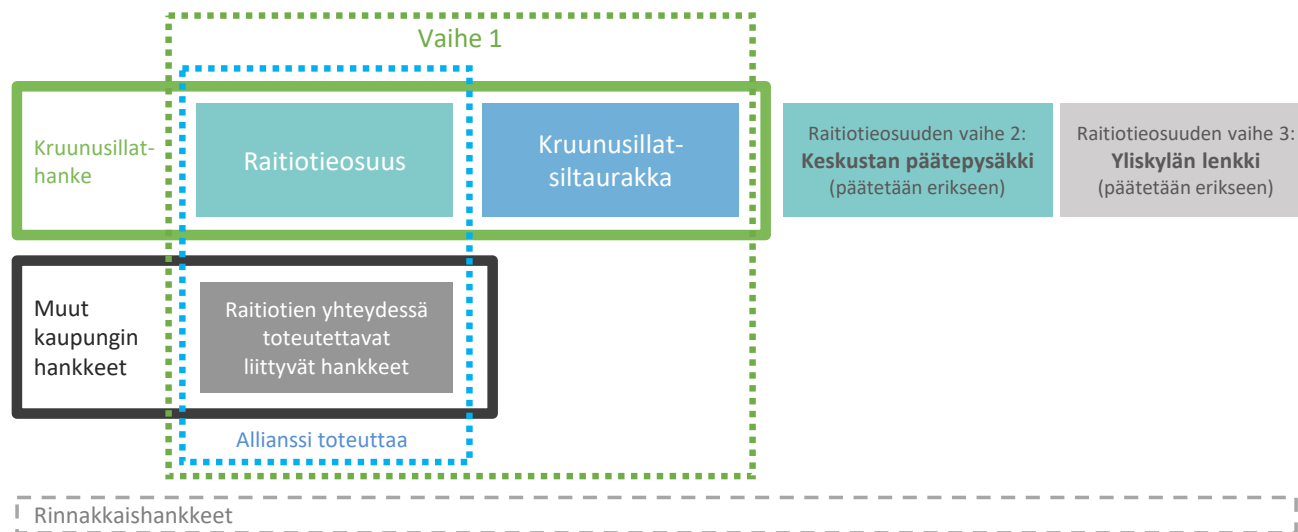 Vaihe 1
Kruunusillat-
hanke
Raitiotieosuus
Kruunusillat-
siltaurakka
Raitiotieosuuden vaihe 2:
Keskustan päätepysäkki
(päätetään erikseen)
Raitiotieosuuden vaihe 3:
Yliskylän lenkki
(päätetään erikseen)
Muut
kaupungin
hankkeet
Raitiotien yhteydessä
toteutettavat
liittyvät hankkeet
Allianssi toteuttaa
Rinnakkaishankkeet